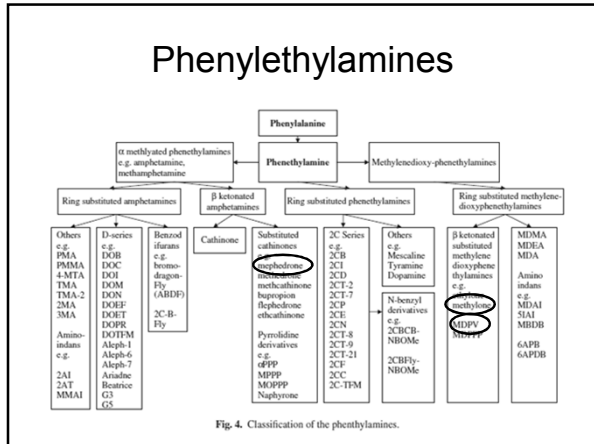 Phenylethylamines
Phenylalanine
α methlyated phenethylamines
e.g. amphetamine,
methamphetamine
Phenethylamine
Methylenedioxy-phenethylamines
Ring substituted amphetamines
β ketonated
amphetamines
Ring substituted phenylethylamines
Ring substituted methylene-
dioxyphenethylamines
Others
e.g.
PMA
PMMA
4-MTA
TMA
TMA-2
2MA
3MA
Amino-
indans
e.g.
2AI
2AT
MMAI
D-series
e.g.
DOB
DOC
DOI
DOM
DON
DOEF
DOET
DOPR
DOTFM
Aleph-1
Aleph-6
Aleph-7
Ariadne
Beatrice
G3
G5
Benzod
ifurans
e.g.
bromo-
dragon-
Fly
(ABDF)
2C-B-
Fly
Cathinone
Substituted
cathinones
e.g.
mephedrone
methedrone
methcathinone
bupropion
flephedrone
ethcathinone
Pyrrolidine
derivatives
e.g.
αPPP
MPPP
MOPPP
Naphyrone
2C Series
e.g.
2CB
2CI
2CD
2CT-2
2CT-7
2CP
2CE
2CN
2CT-8
2CT-9
2CT-21
2CF
2CC
2C-TFM
Others
e.g.
Mescaline
Tyramine
Dopamine
N-benzyl
derivatives
e.g.
2CBCB-
NBOMe
2CBFly-
NBOMe
β ketonated
substituted
methylene
dioxyphene
thylamines
e.g.
methylone
MDPV
MDPPP
MDMA
MDEA
MDA
Amino
indans
e.g.
MDAI
5IAI
MBDB
6APB
6APDB
Fig. 4. Classification of the phenthylamines.